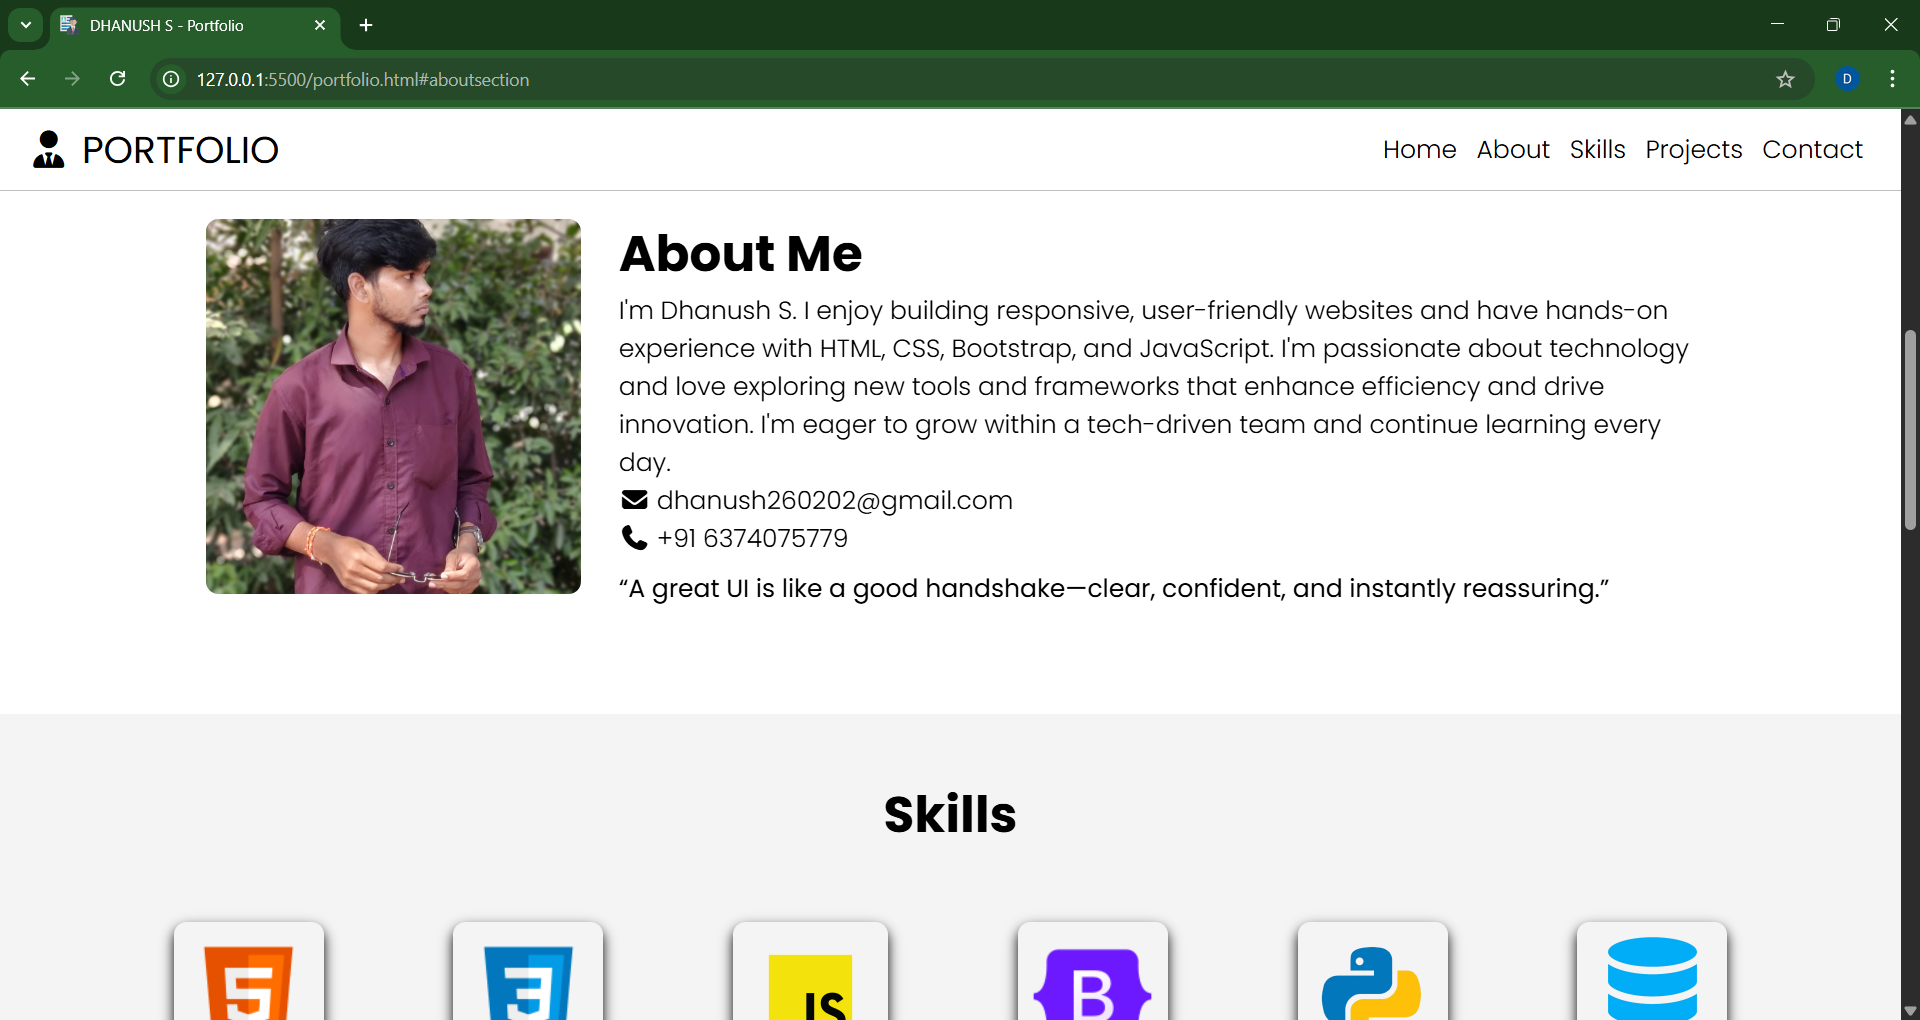 DHANUSH S - Portfolio
127.0.0.1:5500/portfolio.html#aboutsection
D
PORTFOLIO
Home About Skills Projects Contact
About Me
I'm Dhanush S. I enjoy building responsive, user-friendly websites and have hands-on
experience with HTML, CSS, Bootstrap, and JavaScript. I'm passionate about technology
and love exploring new tools and frameworks that enhance efficiency and drive
innovation. I'm eager to grow within a tech-driven team and continue learning every
day.
dhanush260202@gmail.com
+91 6374075779
“A great UI is like a good handshake—clear, confident, and instantly reassuring.”
Skills
5
3
JS
B